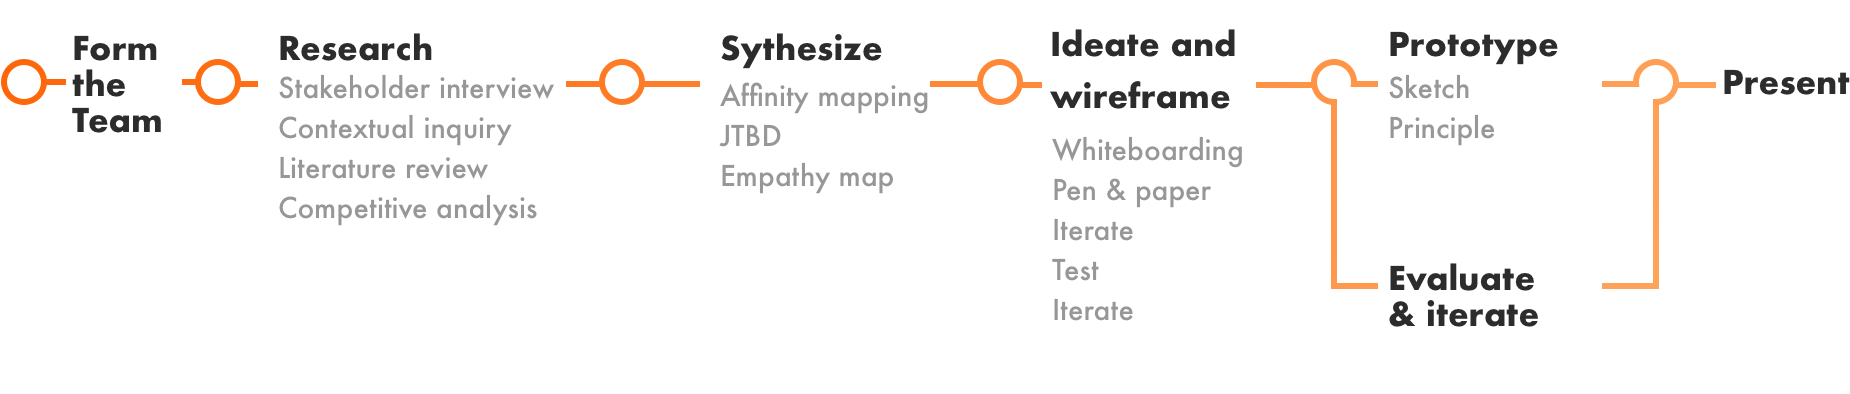 Form
the
Team
Research
Stakeholder interview
Contextual inquiry
Literature review
Competitive analysis
Sythesize
Affinity mapping
JTBD
Empathy map
Ideate and
wireframe
Whiteboarding
Pen & paper
Iterate
Test
Iterate
Prototype
Sketch
Principle
Evaluate
& iterate
Present